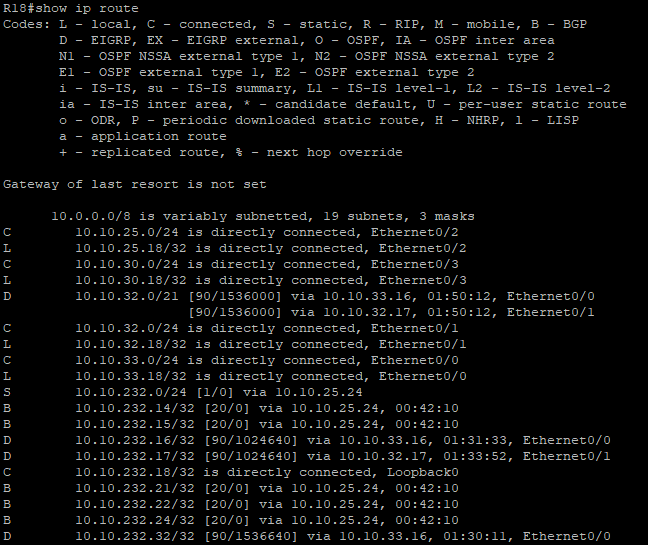 R18#show ip route
Codes: L - local, C - connected, S - static, R - RIP, M - mobile, B - BGP
       D - EIGRP, EX - EIGRP external, O - OSPF, IA - OSPF inter area
       N1 - OSPF NSSA external type 1, N2 - OSPF NSSA external type 2
       E1 - OSPF external type 1, E2 - OSPF external type 2
       i - IS-IS, su - IS-IS summary, L1 - IS-IS level-1, L2 - IS-IS level-2
       ia - IS-IS inter area, * - candidate default, U - per-user static route
       o - ODR, P - periodic downloaded static route, H - NHRP, l - LISP
       a - application route
       + - replicated route, % - next hop override
Gateway of last resort is not set
      10.0.0.0/8 is variably subnetted, 19 subnets, 3 masks
C        10.10.25.0/24 is directly connected, Ethernet0/2
L        10.10.25.18/32 is directly connected, Ethernet0/2
C        10.10.30.0/24 is directly connected, Ethernet0/3
L        10.10.30.18/32 is directly connected, Ethernet0/3
D        10.10.32.0/21 [90/1536000] via 10.10.33.16, 01:50:12, Ethernet0/0
                       [90/1536000] via 10.10.32.17, 01:50:12, Ethernet0/1
C        10.10.32.0/24 is directly connected, Ethernet0/1
L        10.10.32.18/32 is directly connected, Ethernet0/1
C        10.10.33.0/24 is directly connected, Ethernet0/0
L        10.10.33.18/32 is directly connected, Ethernet0/0
S        10.10.232.0/24 [1/0] via 10.10.25.24
B        10.10.232.14/32 [20/0] via 10.10.25.24, 00:42:10
B        10.10.232.15/32 [20/0] via 10.10.25.24, 00:42:10
D        10.10.232.16/32 [90/1024640] via 10.10.33.16, 01:31:33, Ethernet0/0
D        10.10.232.17/32 [90/1024640] via 10.10.32.17, 01:33:52, Ethernet0/1
C        10.10.232.18/32 is directly connected, Loopback0
B        10.10.232.21/32 [20/0] via 10.10.25.24, 00:42:10
B        10.10.232.22/32 [20/0] via 10.10.25.24, 00:42:10
B        10.10.232.24/32 [20/0] via 10.10.25.24, 00:42:10
D        10.10.232.32/32 [90/1536640] via 10.10.33.16, 01:30:11, Ethernet0/0